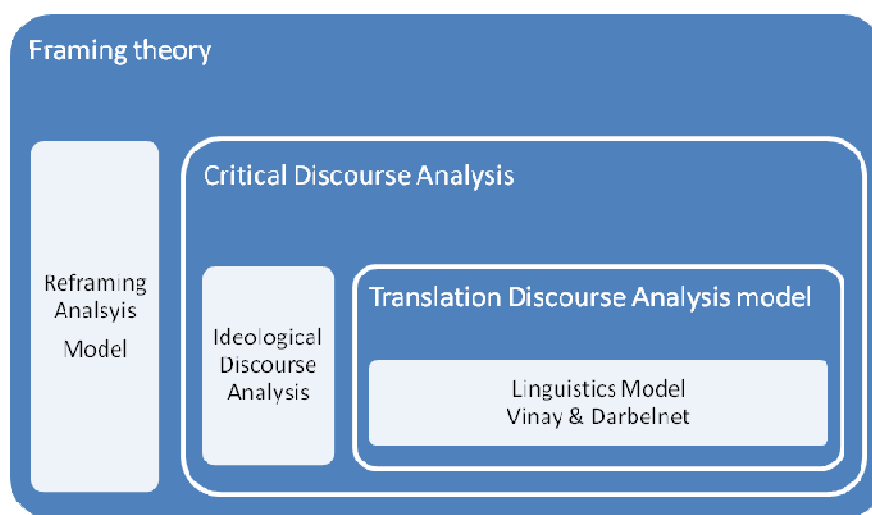 Framing theory
Critical Discourse Analysis
Reframing
Analsyis
Model
Ideological
Discourse
Analysis
Translation Discourse Analysis model
Linguistics Model
Vinay & Darbelnet